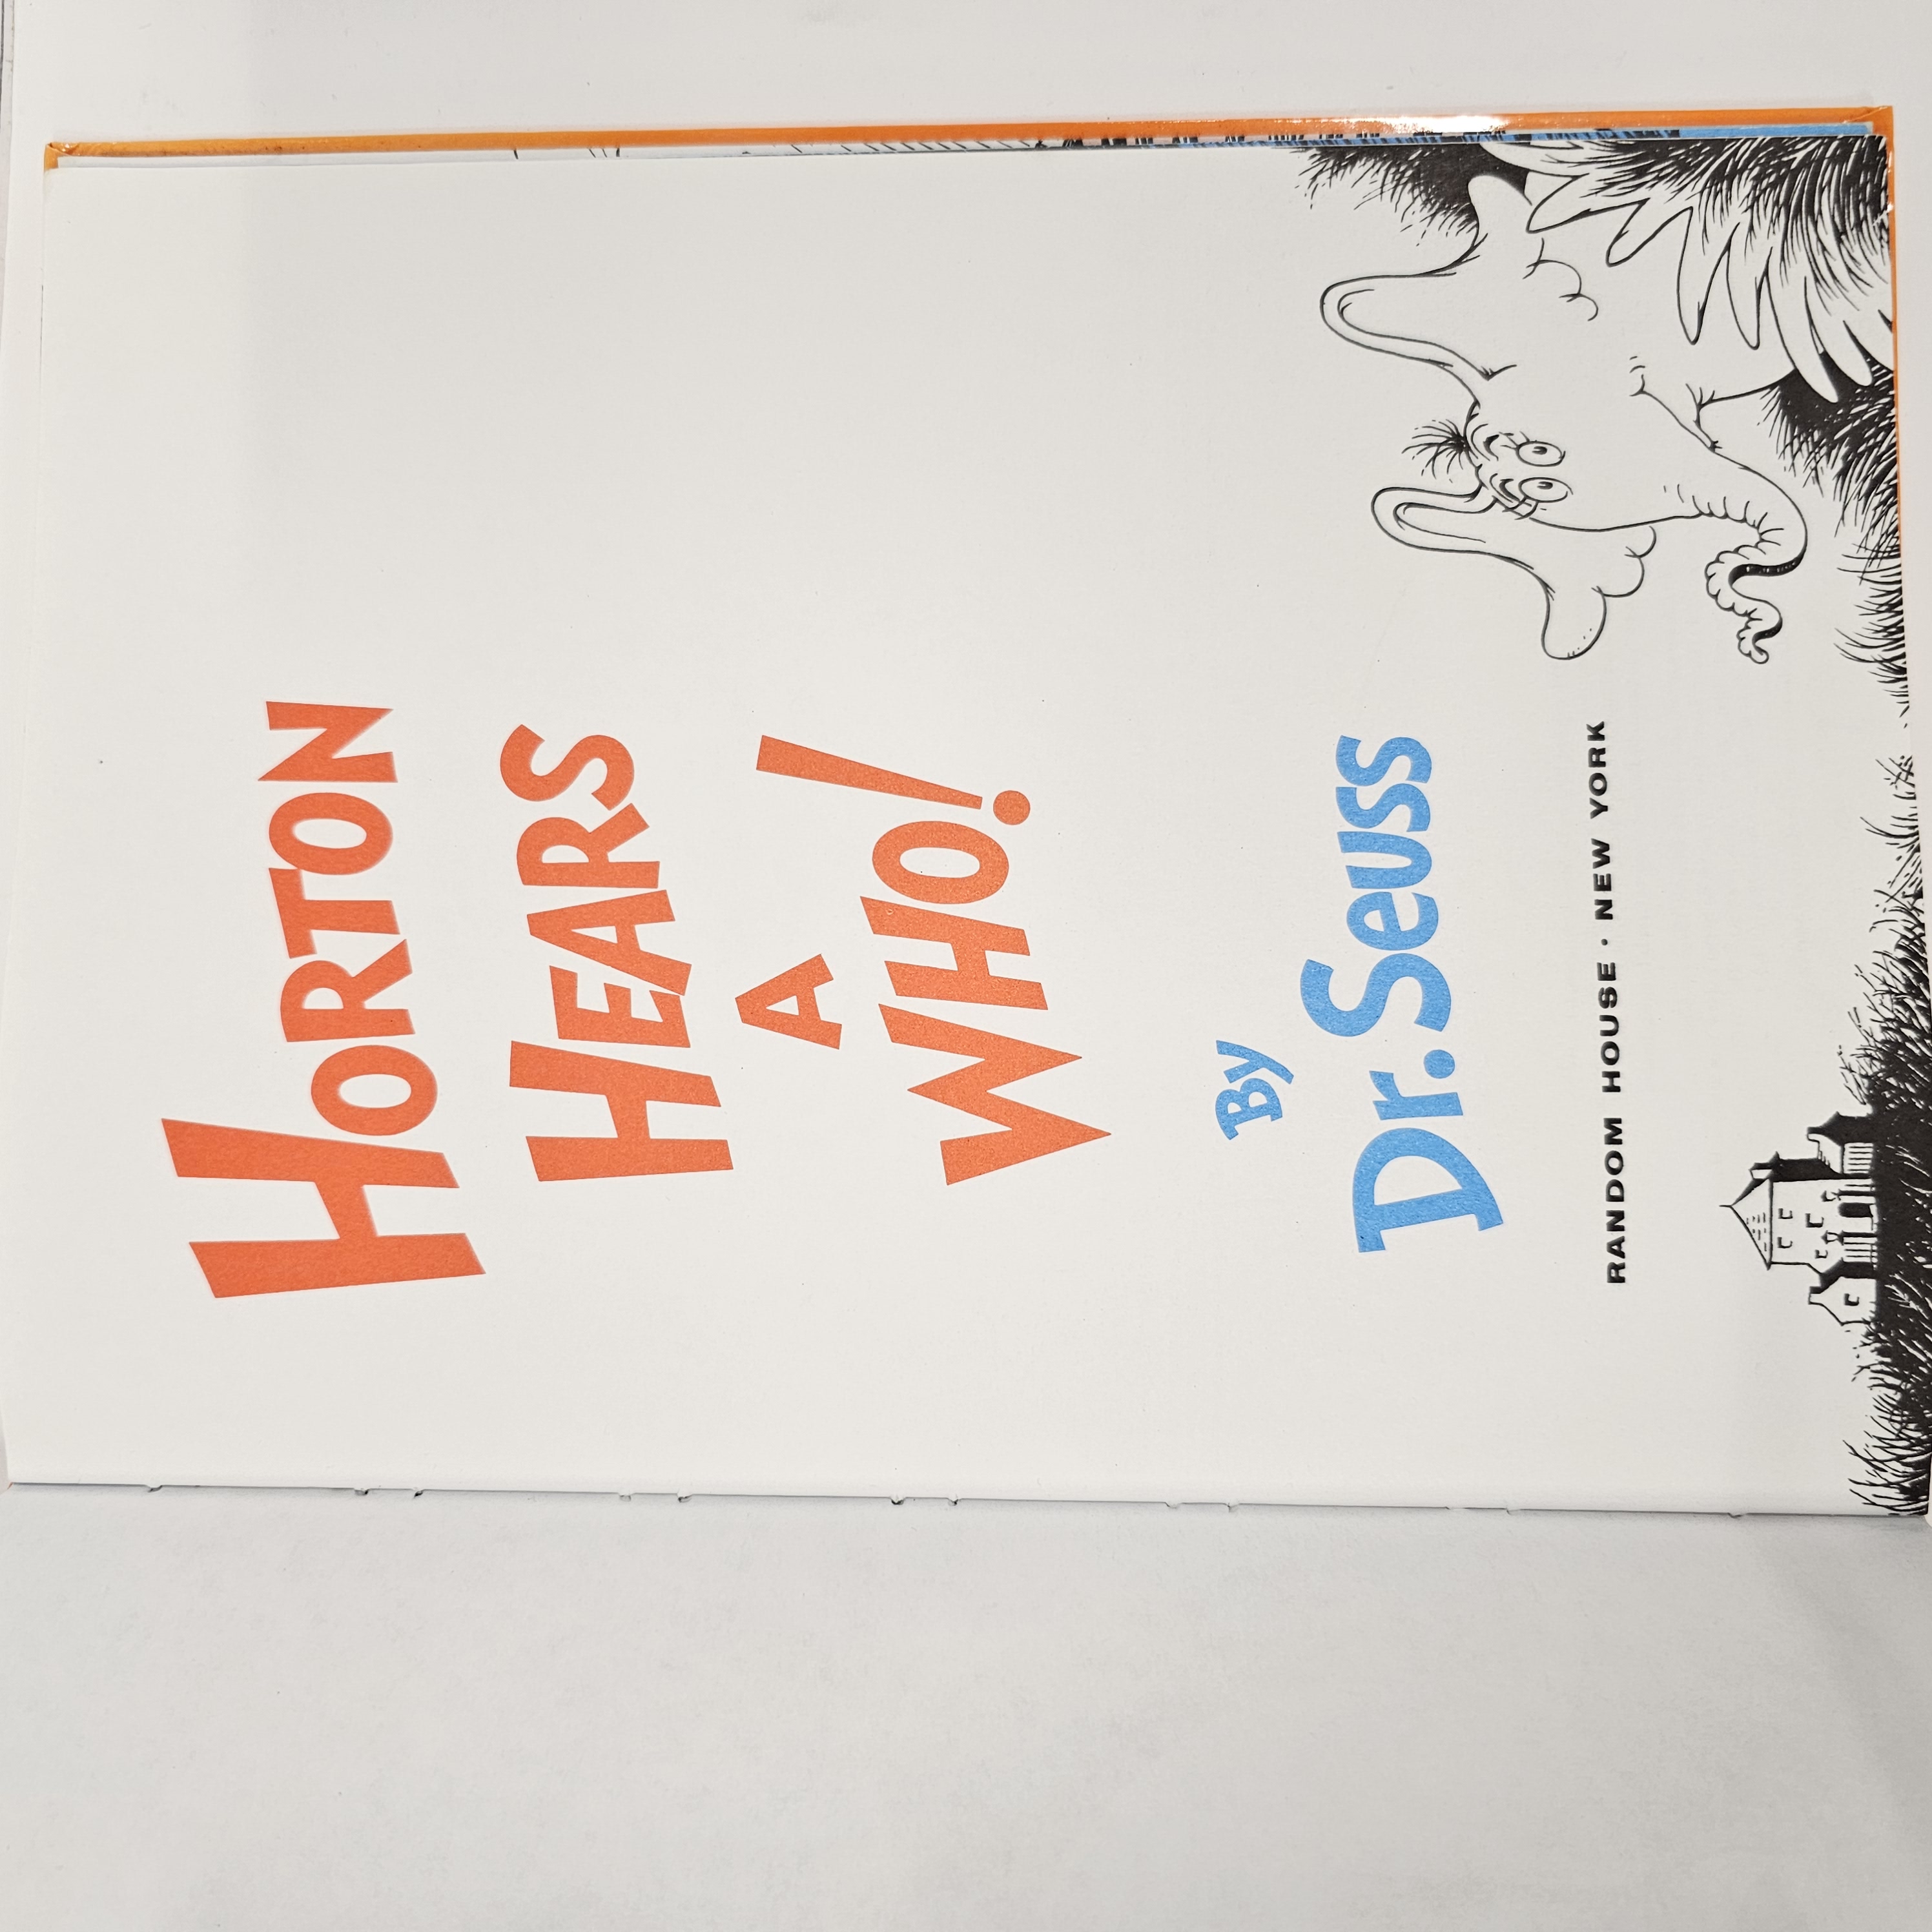 HORTON
HEARS
A
WHO!
By
Dr. Seuss
RANDOM HOUSE · NEW YORK